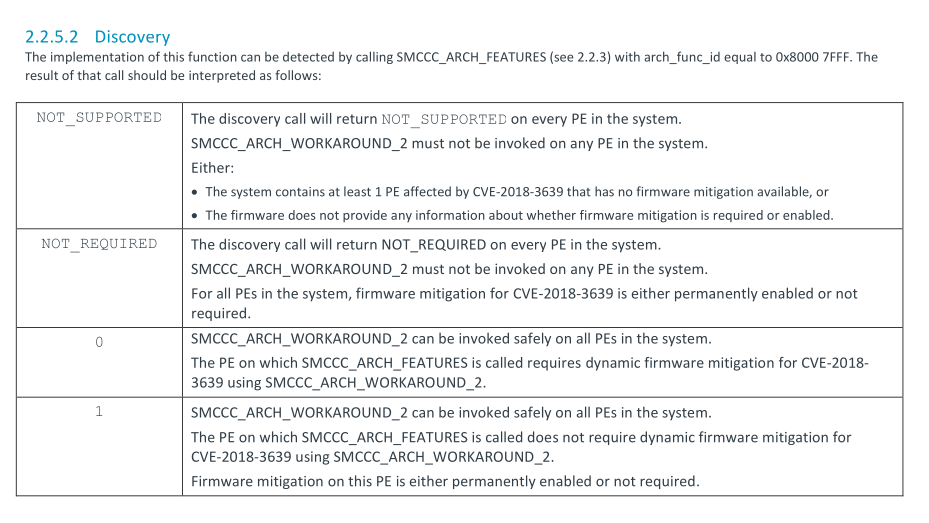 2.2.5.2 Discovery
The implementation of this function can be detected by calling SMCCC_ARCH_FEATURES (see 2.2.3) with arch_func_id equal to 0x8000 7FFF. The
result of that call should be interpreted as follows:
NOT_SUPPORTED
The discovery call will return NOT_SUPPORTED on every PE in the system.
SMCCC_ARCH_WORKAROUND_2 must not be invoked on any PE in the system.
Either:
• The system contains at least 1 PE affected by CVE-2018-3639 that has no firmware mitigation available, or
• The firmware does not provide any information about whether firmware mitigation is required or enabled.
NOT_REQUIRED
The discovery call will return NOT_REQUIRED on every PE in the system.
SMCCC_ARCH_WORKAROUND_2 must not be invoked on any PE in the system.
For all PEs in the system, firmware mitigation for CVE-2018-3639 is either permanently enabled or not
required.
0
SMCCC_ARCH_WORKAROUND_2 can be invoked safely on all PEs in the system.
The PE on which SMCCC_ARCH_FEATURES is called requires dynamic firmware mitigation for CVE-2018-
3639 using SMCCC_ARCH_WORKAROUND_2.
1
SMCCC_ARCH_WORKAROUND_2 can be invoked safely on all PEs in the system.
The PE on which SMCCC_ARCH_FEATURES is called does not require dynamic firmware mitigation for
CVE-2018-3639 using SMCCC_ARCH_WORKAROUND_2.
Firmware mitigation on this PE is either permanently enabled or not required.